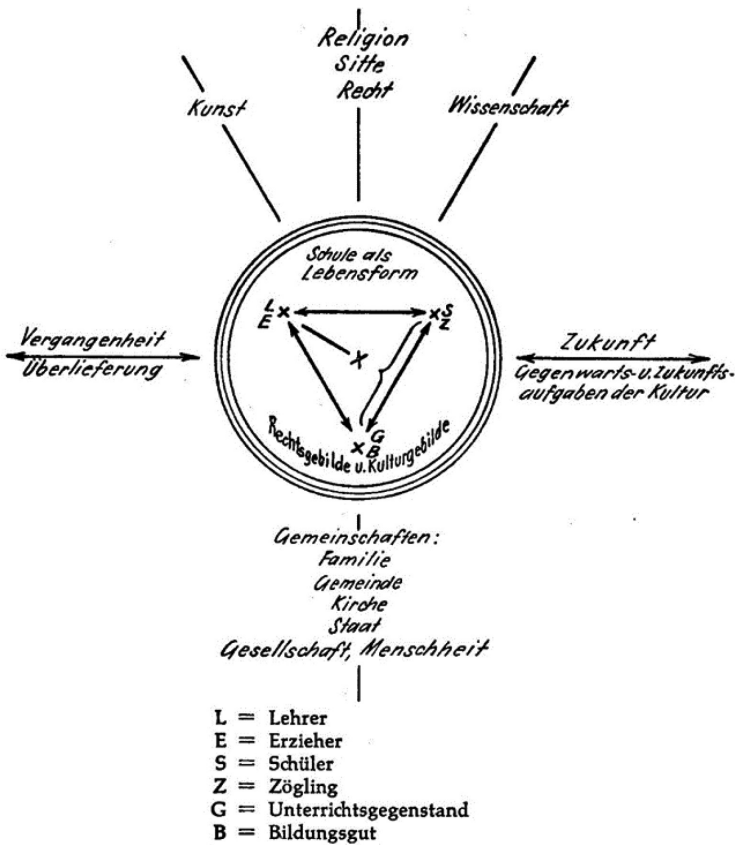 Religion
Sitte
Recht
Kunst
Wissenschaft
Schule als
Lebensform
L
E
x
x
S
Z
X
Vergangenheit
Überlieferung
Zukunft
Gegenwarts- u. Zukunfts-
aufgaben der Kultur
x
G
B
Rechtsgebilde u. Kulturgebilde
Gemeinschaften:
Familie
Gemeinde
Kirche
Staat
Gesellschaft, Menschheit
L = Lehrer
E = Erzieher
S = Schüler
Z = Zögling
G = Unterrichtsgegenstand
B = Bildungsgut